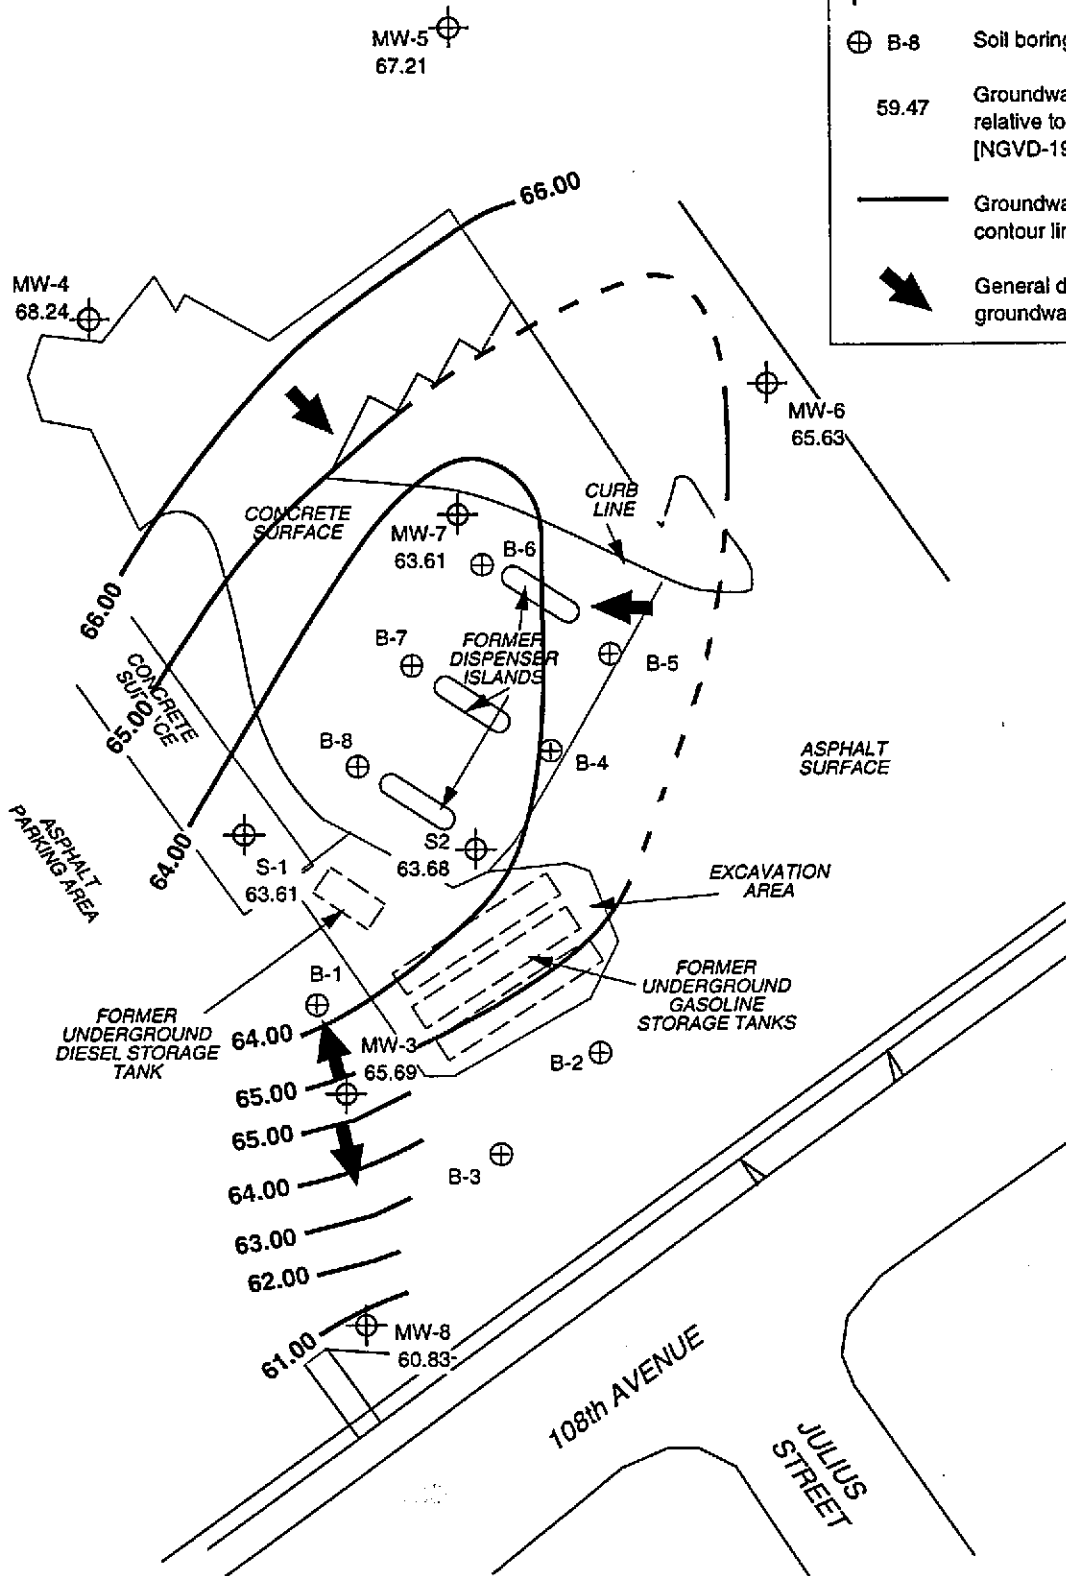 MW-5
67.21
B-8 Soil boring
59.47
Groundwa
relative to
[NGVD-19
Groundwa
contour lin
General d
groundwa
66.00
MW-4
68.24
MW-6
65.63
CONCRETE
SURFACE
CURB
LINE
MW-7
63.61
B-6
66.00
B-7
FORMER
DISPENSER
ISLANDS
B-5
CONCRETE
65.00
B-8
B-4
ASPHALT
SURFACE
ASPHALT
PARKING AREA
64.00
S-1
63.61
S2
63.68
EXCAVATION
AREA
B-1
FORMER
UNDERGROUND
GASOLINE
STORAGE TANKS
FORMER
UNDERGROUND
DIESEL STORAGE
TANK
64.00
MW-3
65.69
B-2
65.00
65.00
B-3
64.00
63.00
62.00
61.00
MW-8
60.83
108th AVENUE
JULIUS
STREET